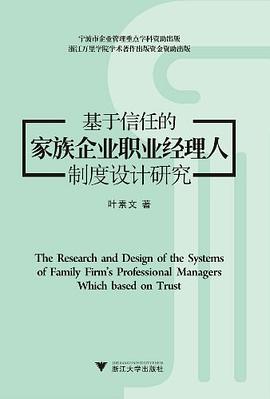 宁波市企业管理重点学科资助出版
浙江万里学院学术著作出版资金资助出版
基于信任的
家族企业职业经理人
制度设计研究
叶素文 著
The Research and Design of the Systems
of Family Firm's Professional Managers
Which based on Trust
浙江大学出版社